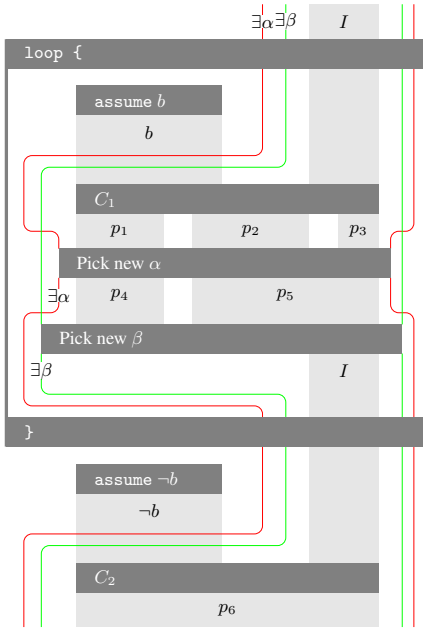 ∃α ∃β I
loop {
assume b
b
C₁
p₁ p₂ p₃
Pick new α
∃α p₄ p₅
Pick new β
∃β I
}
assume ¬b
¬b
C₂
p₆